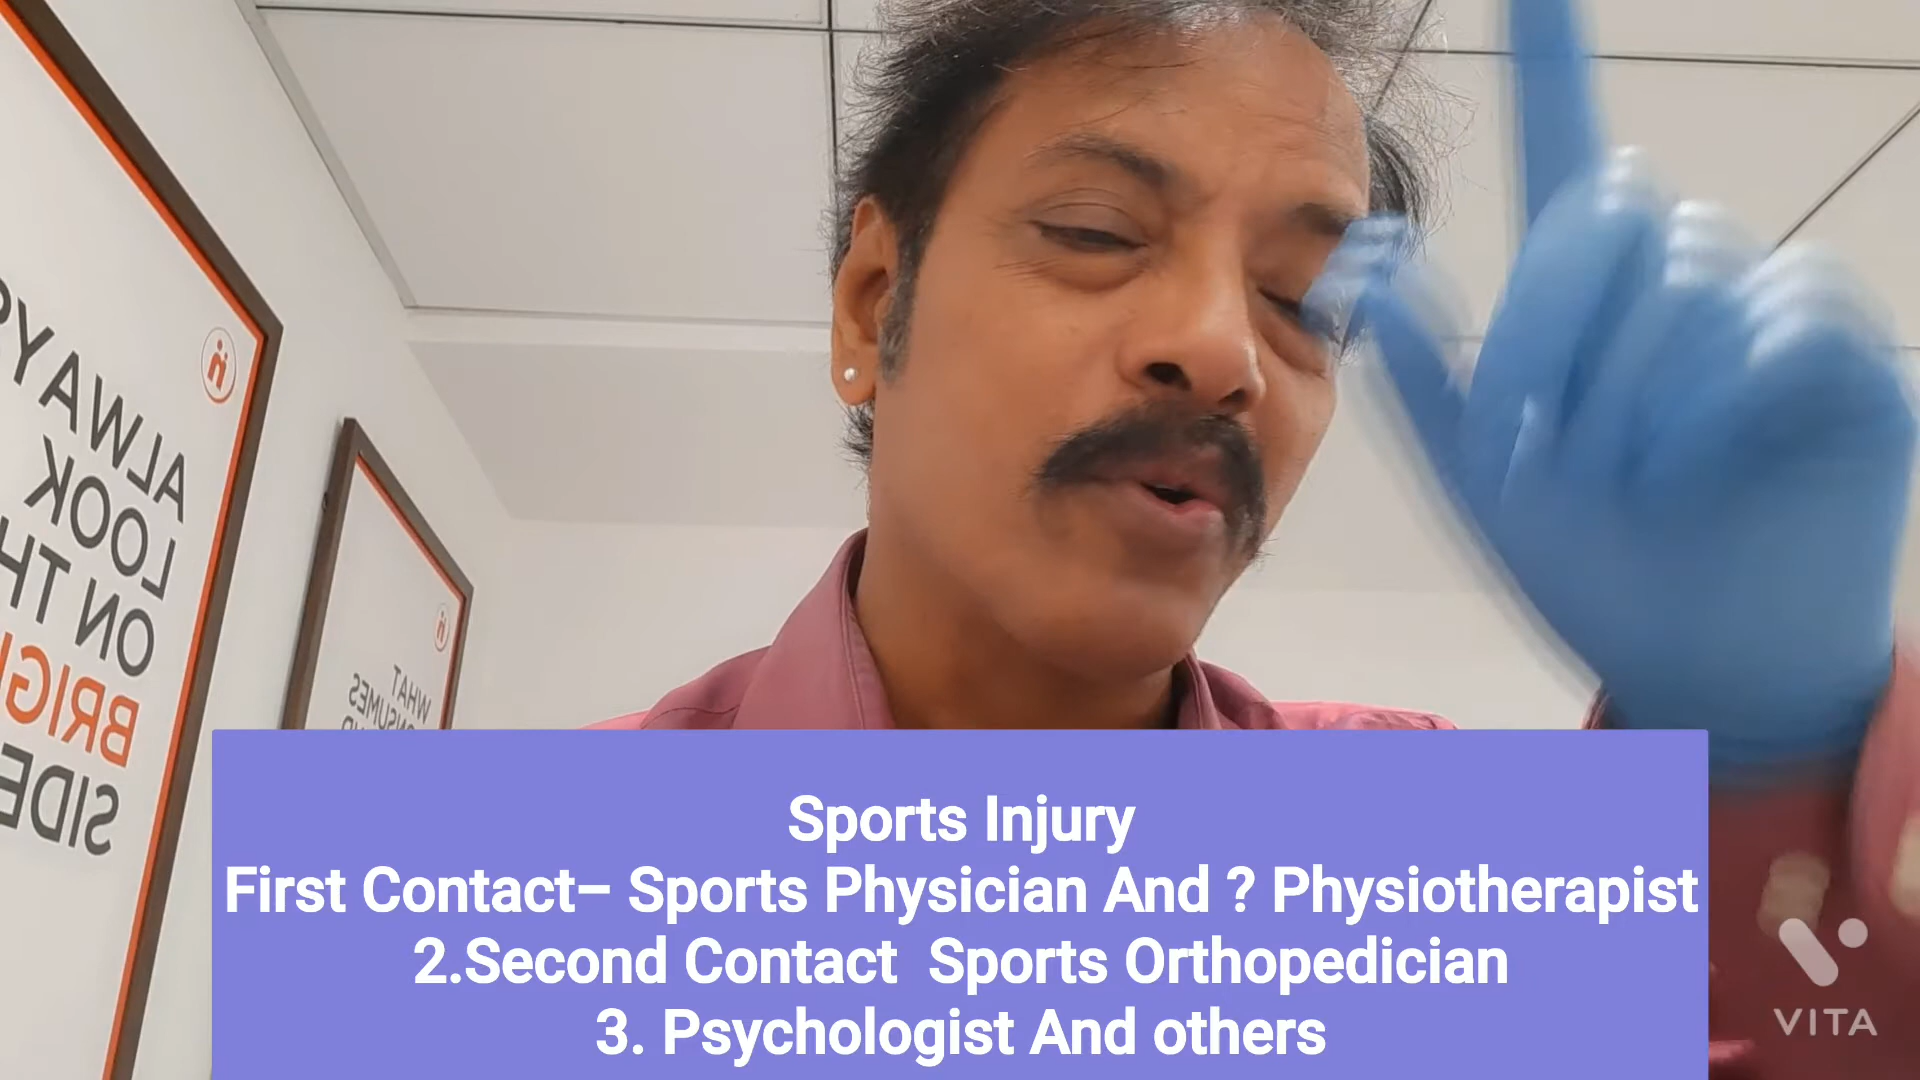 ALWAYS
LOOK
ON TH
BRIG
SIDE
WHAT
Sports Injury
First Contact– Sports Physician And ? Physiotherapist
2.Second Contact  Sports Orthopedician
3. Psychologist And others
VITA